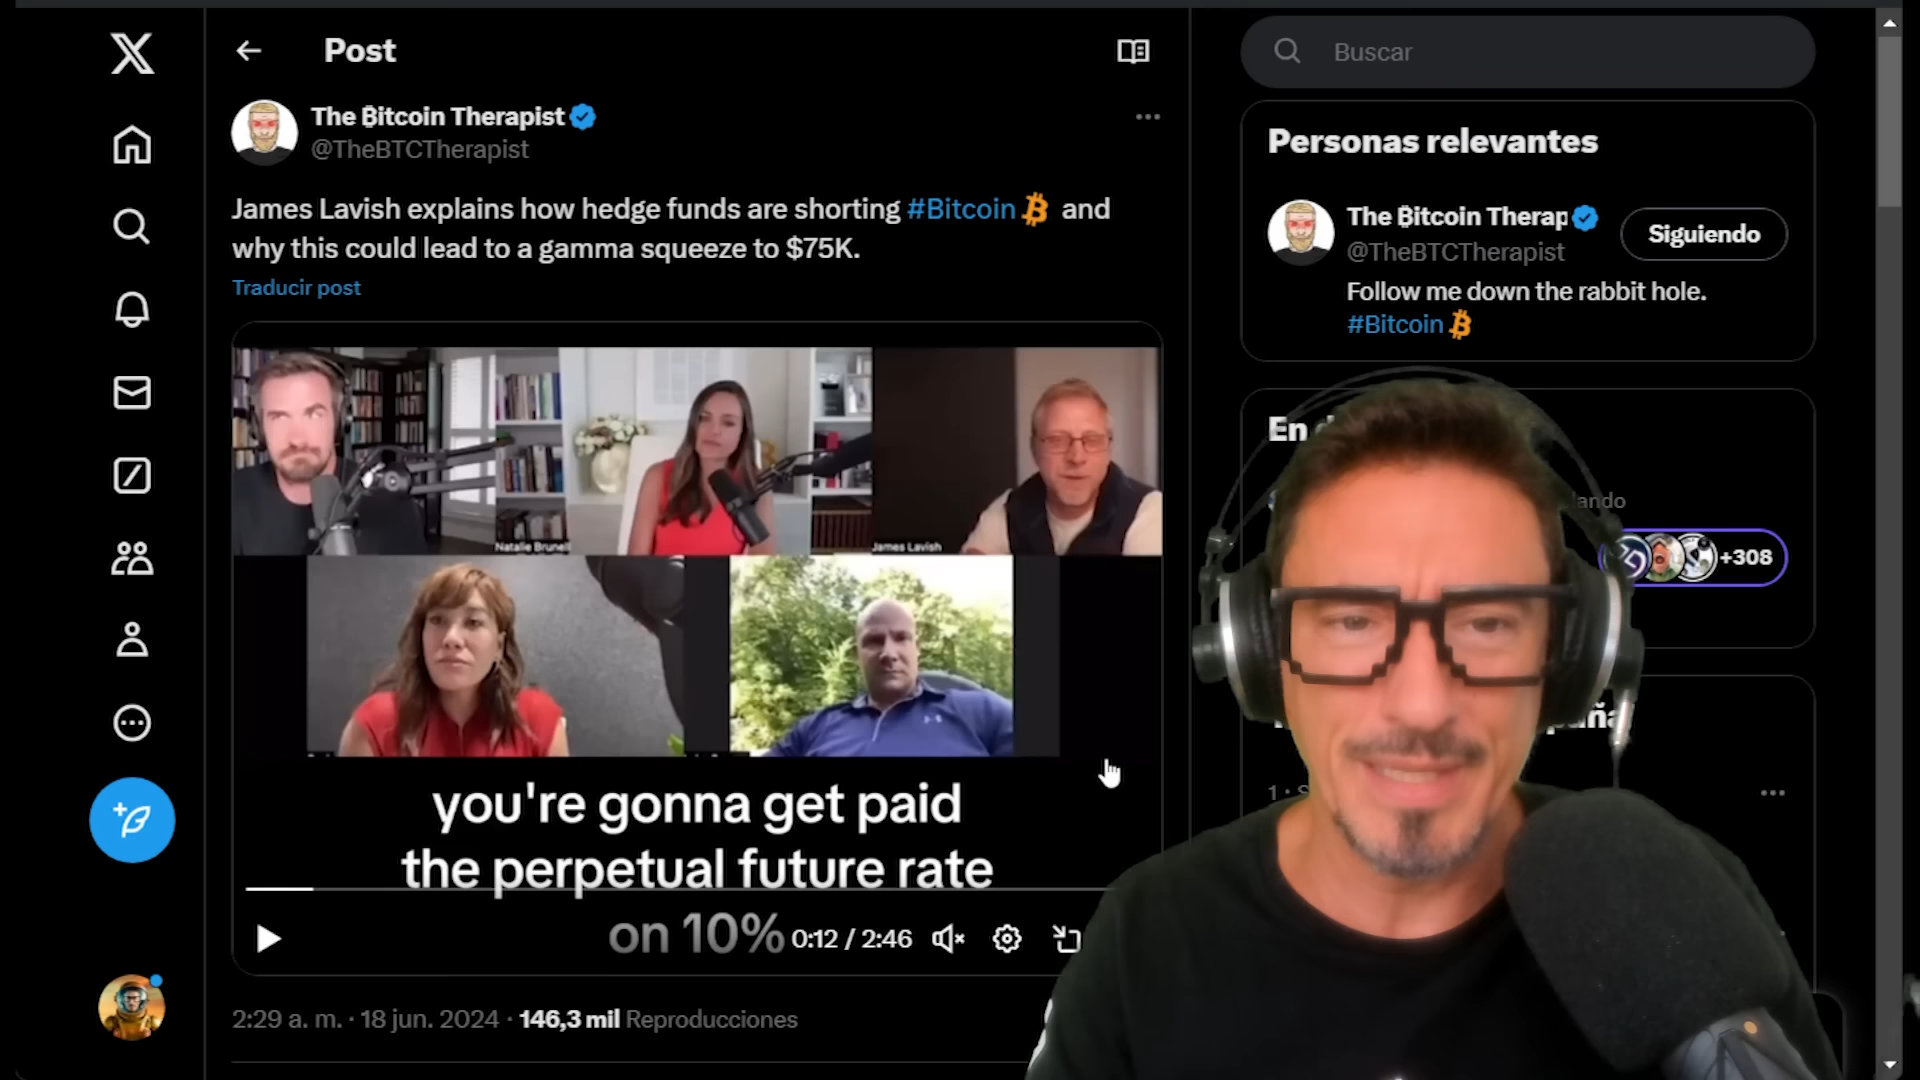 Post
Buscar
The Bitcoin Therapist
@TheBTCTherapist
James Lavish explains how hedge funds are shorting #Bitcoin and
why this could lead to a gamma squeeze to $75K.
Traducir post
Natalie Brunell
James Lavish
you're gonna get paid
the perpetual future rate
on 10%
0:12 / 2:46
2:29 a. m. · 18 jun. 2024 · 146,3 mil Reproducciones
Personas relevantes
The Bitcoin Therap
@TheBTCTherapist
Siguiendo
Follow me down the rabbit hole.
#Bitcoin
En
+308